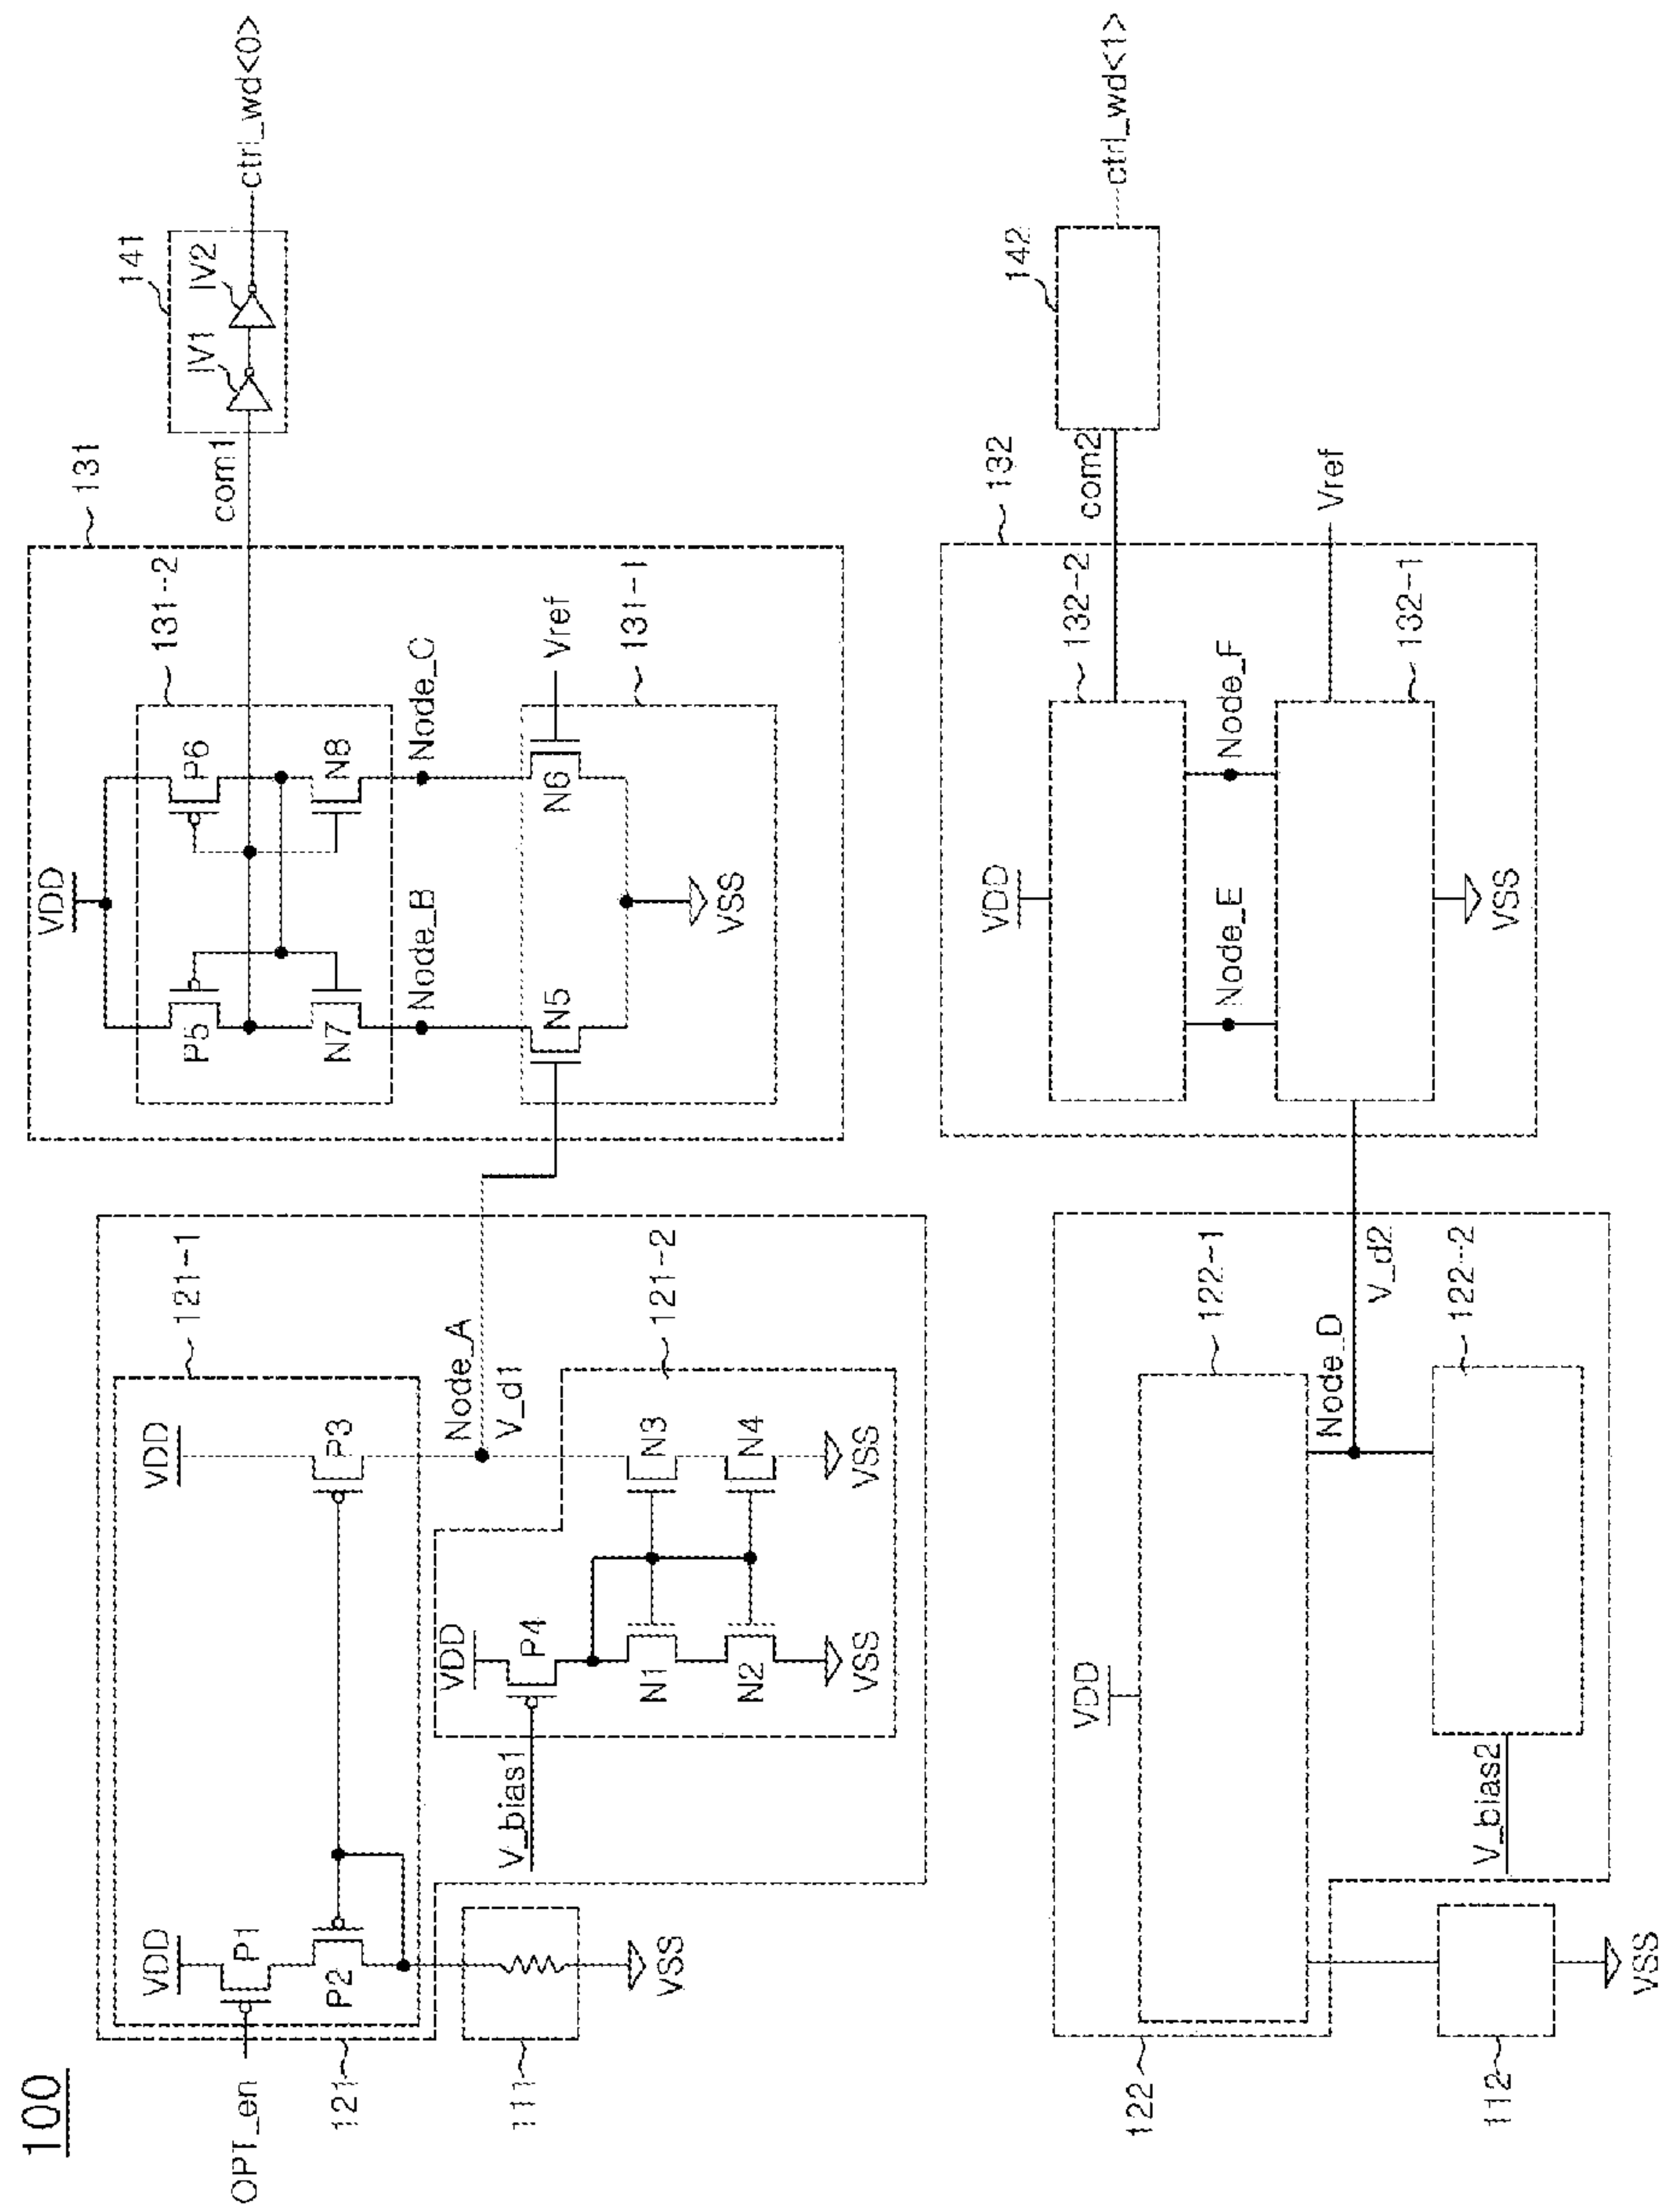 100
OPT_en
VDD
P1
P2
VDD
P3
121-1
121
111
VSS
V_bias1
VDD
P4
N1
N2
VSS
N3
N4
VSS
121-2
Node_A
V_d1
VDD
P5
P6
N7
N8
131-2
131
Node_B
Node_C
N5
N6
Vref
131-1
VSS
com1
141
IV1
IV2
ctrl_wd<0>
122
112
VSS
VDD
V_bias2
122-1
Node_D
V_d2
122-2
VDD
132
132-2
Node_E
Node_F
132-1
Vref
VSS
com2
142
ctrl_wd<1>